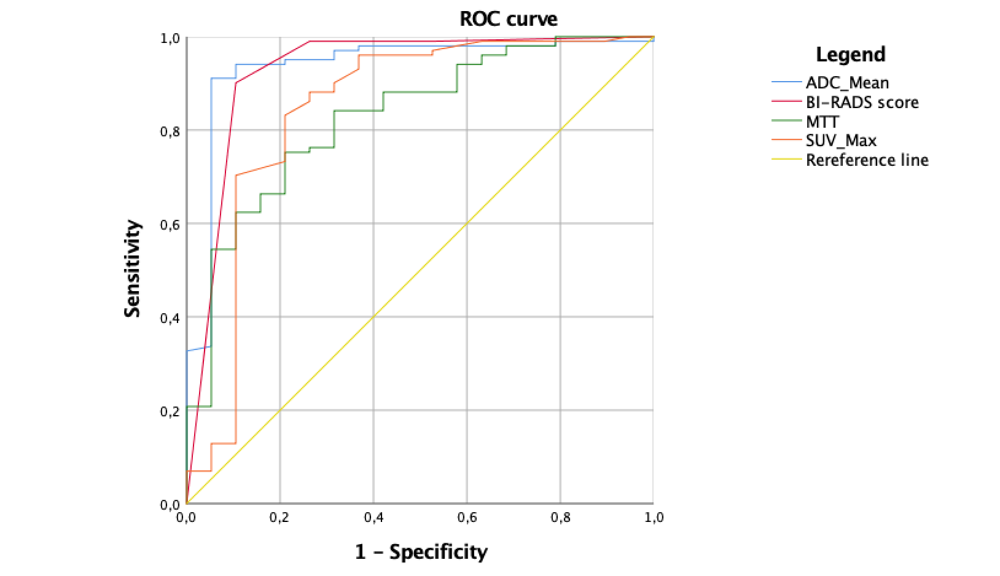 ROC curve
1,0
0,8
0,6
0,4
0,2
0,0
Sensitivity
0,0 0,2 0,4 0,6 0,8 1,0
1 – Specificity
Legend
ADC_Mean
BI–RADS score
MTT
SUV_Max
Rereference line